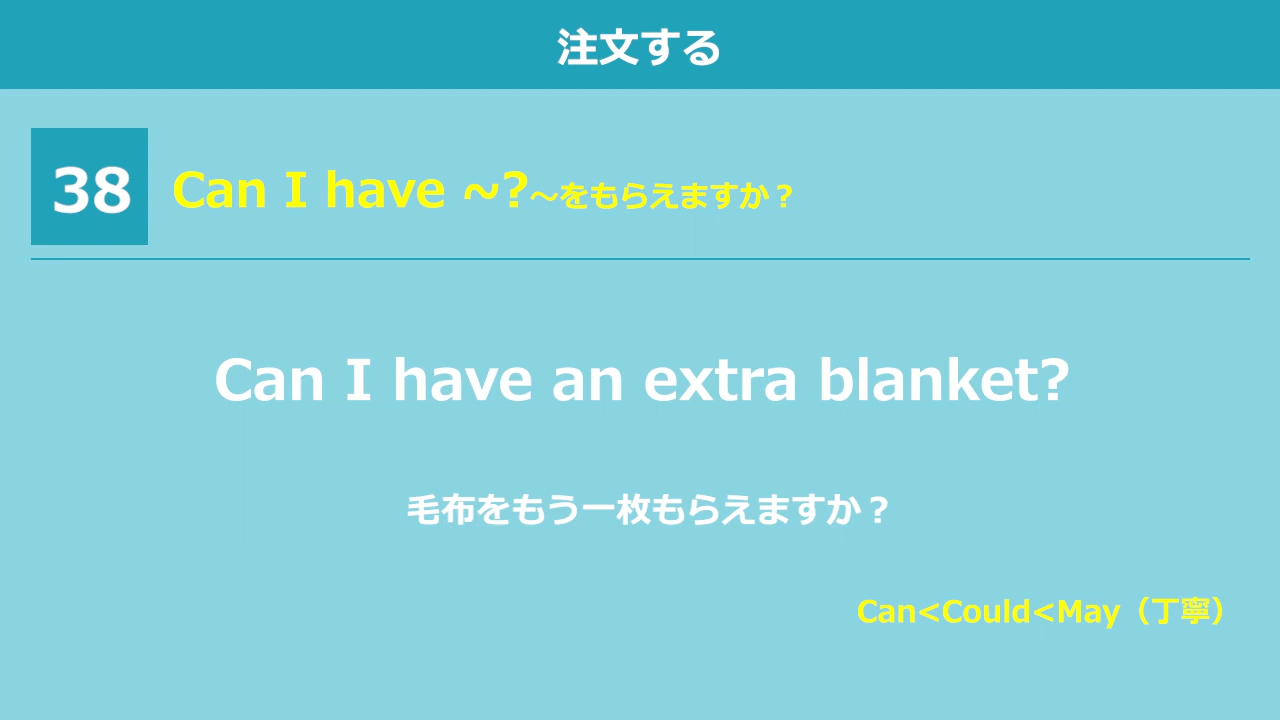 注文する
38
Can I have ~?～をもらえますか？
Can I have an extra blanket?
毛布をもう一枚もらえますか？
Can<Could<May（丁寧）